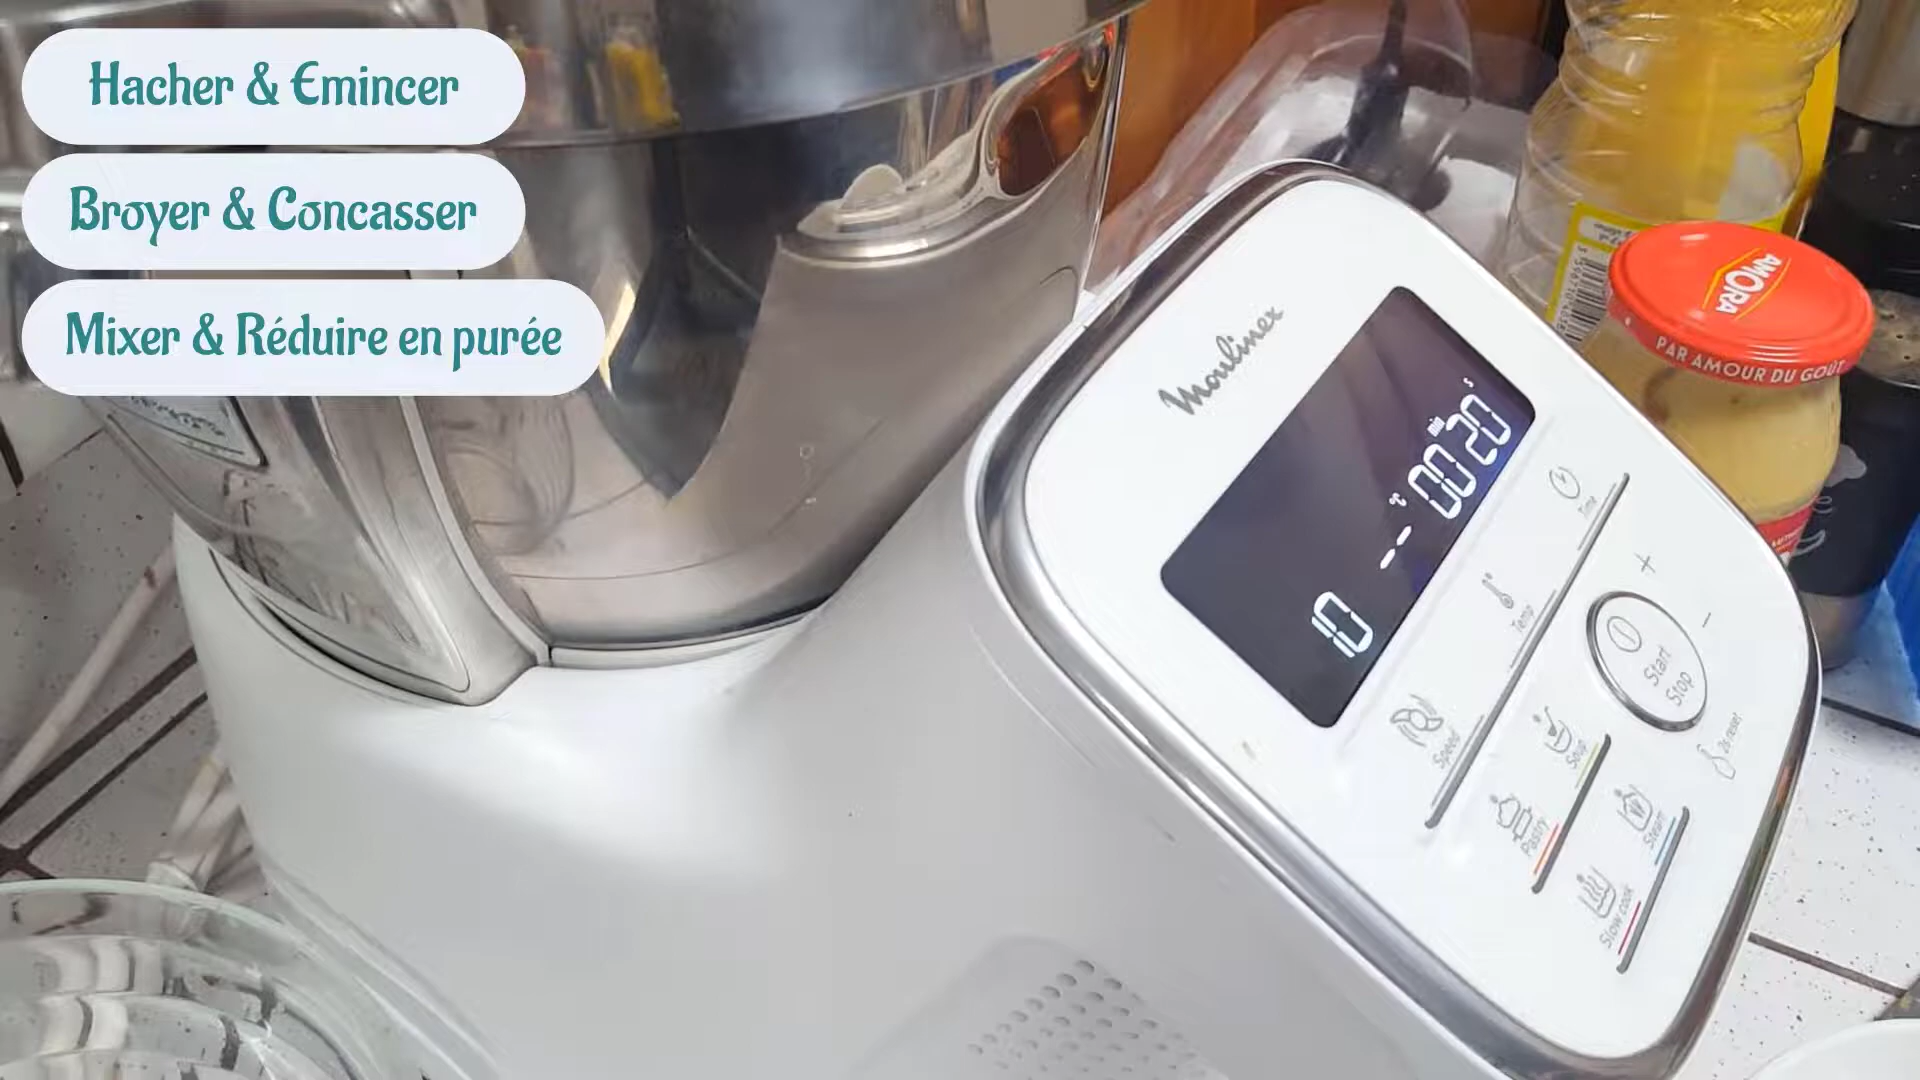 Hacher & Emincer
Broyer & Concasser
Mixer & Réduire en purée
Moulinex
10 -- °C 00 min 20 s
Time
Temp
Speed
+
-
Start
Stop
Soup
Pastry
Steam
Slow cook
AMORA
PAR AMOUR DU GOÛT